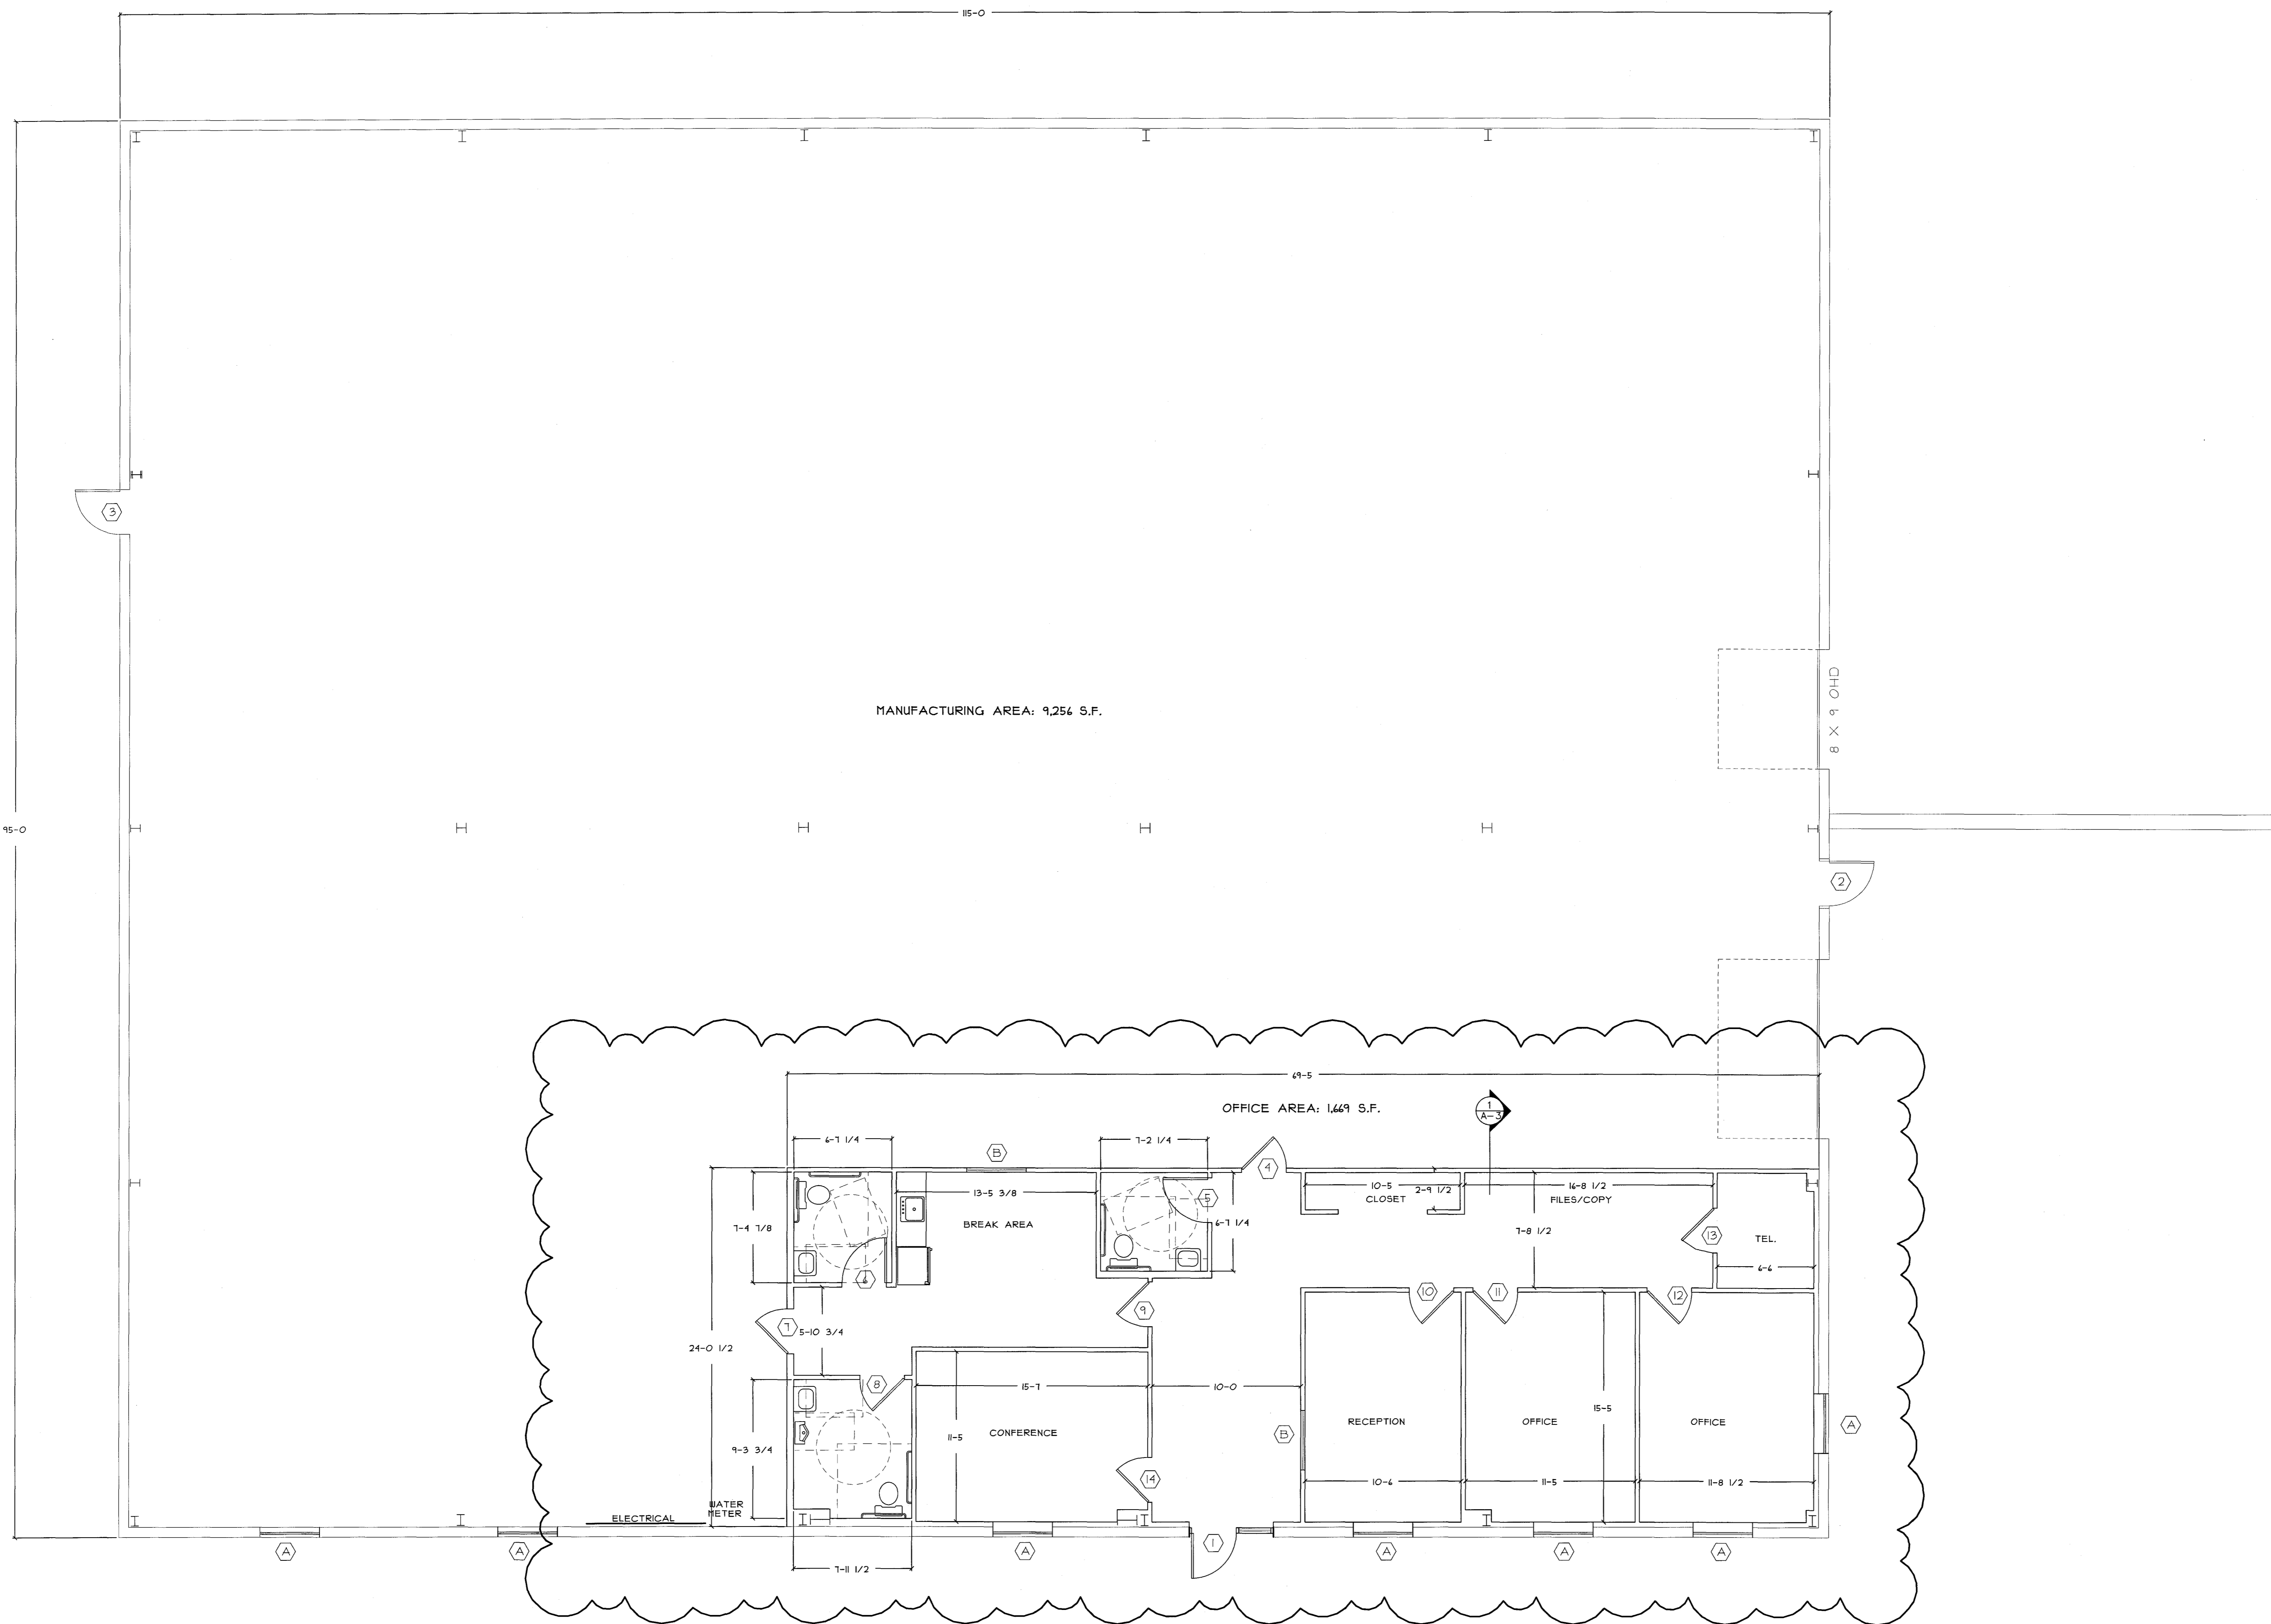 115-0
3
OHD 6 X 8
MANUFACTURING AREA: 9,256 S.F.
95-0
2
69-5
OFFICE AREA: 1,669 S.F.
1
A-3
6-7 1/4
7-2 1/4
B
4
13-5 3/8
10-5
2-9 1/2
16-8 1/2
CLOSET
FILES/COPY
5
BREAK AREA
6-7 1/4
7-4 7/8
7-8 1/2
13
TEL.
6-6
6
10
11
12
9
7
5-10 3/4
24-0 1/2
8
15-7
10-0
15-5
RECEPTION
OFFICE
OFFICE
A
11-5
CONFERENCE
B
9-3 3/4
14
10-6
11-5
11-8 1/2
WATER
METER
ELECTRICAL
1
A
A
A
A
A
A
7-11 1/2